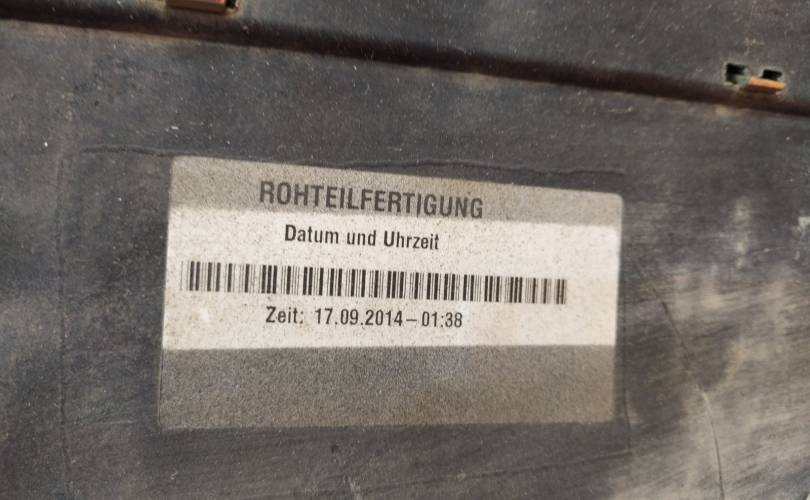 ROHTEILFERTIGUNG
Datum und Uhrzeit
Zeit: 17.09.2014–01:38